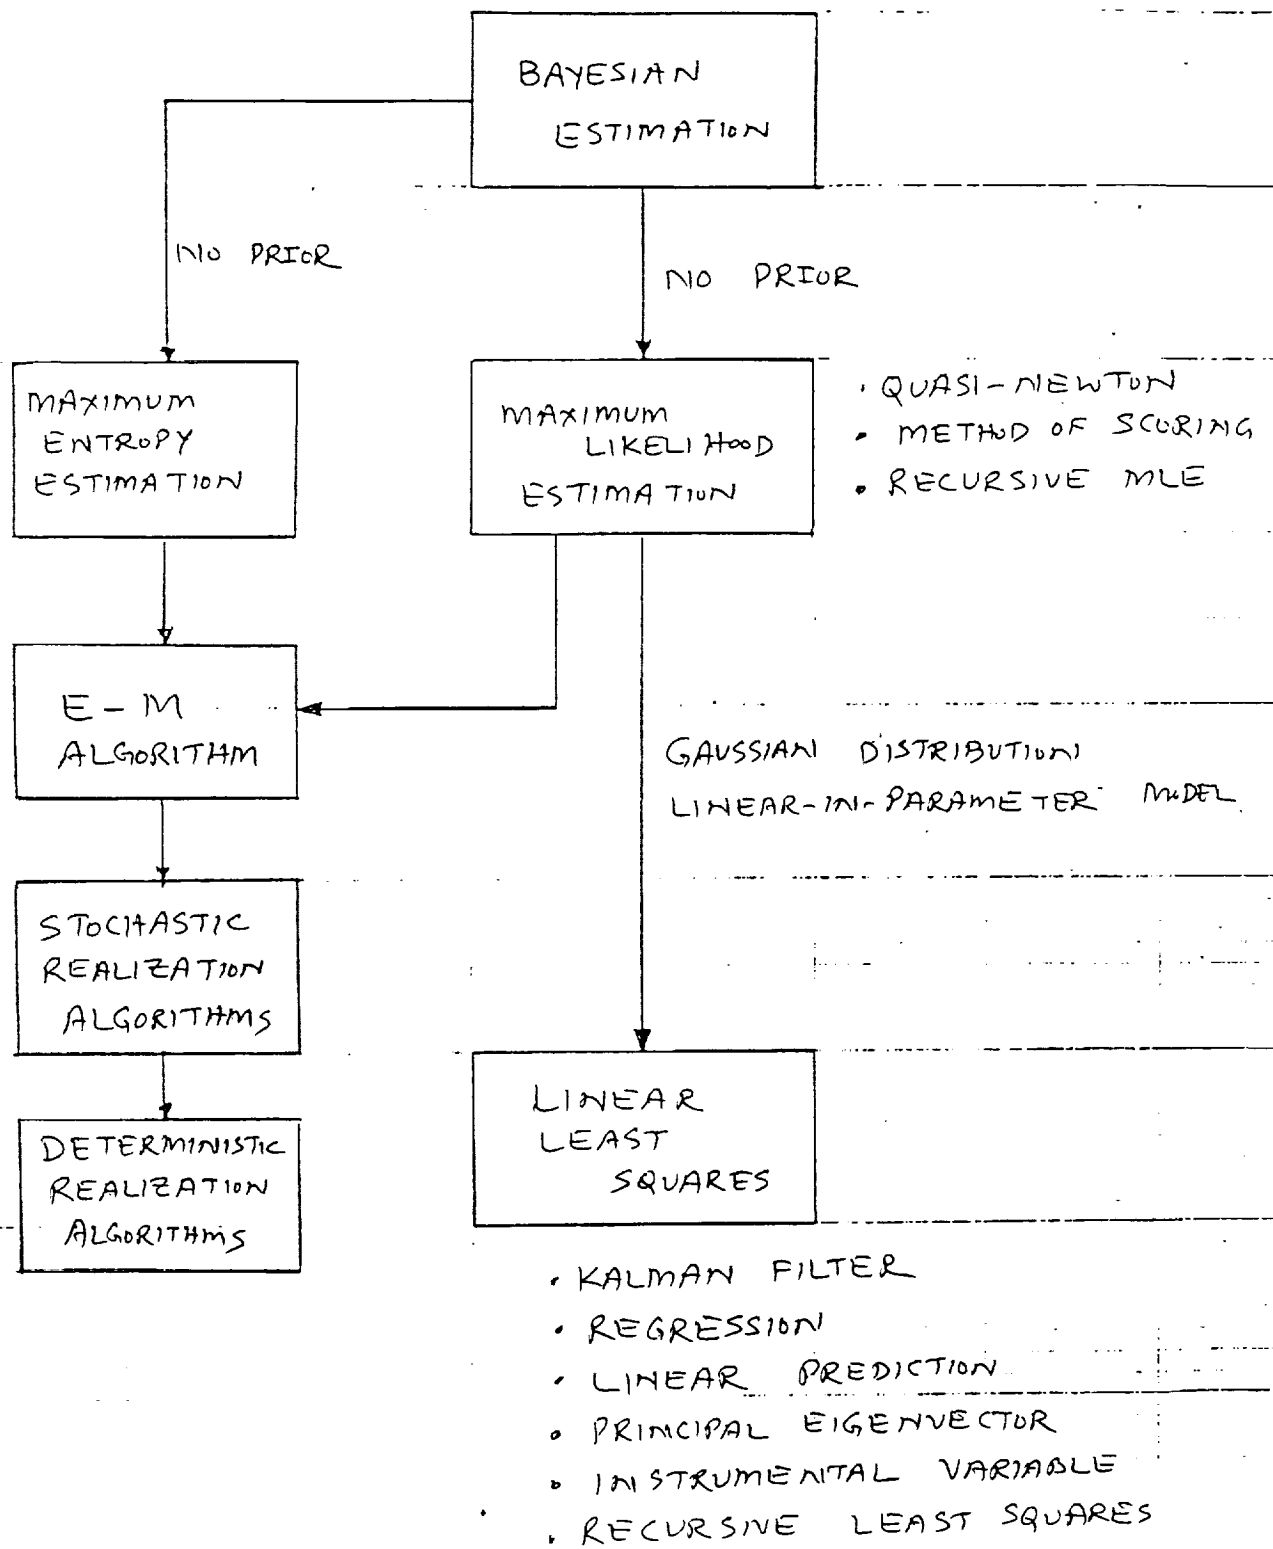 BAYESIAN
ESTIMATION
NO PRIOR
NO PRIOR
MAXIMUM
ENTROPY
ESTIMATION
MAXIMUM
LIKELIHOOD
ESTIMATION
• QUASI-NEWTON
• METHOD OF SCORING
• RECURSIVE MLE
E-M
ALGORITHM
GAUSSIAN DISTRIBUTION
LINEAR-IN-PARAMETER MODEL
STOCHASTIC
REALIZATION
ALGORITHMS
DETERMINISTIC
REALIZATION
ALGORITHMS
LINEAR
LEAST
SQUARES
• KALMAN FILTER
• REGRESSION
• LINEAR PREDICTION
• PRINCIPAL EIGENVECTOR
• INSTRUMENTAL VARIABLE
• RECURSIVE LEAST SQUARES